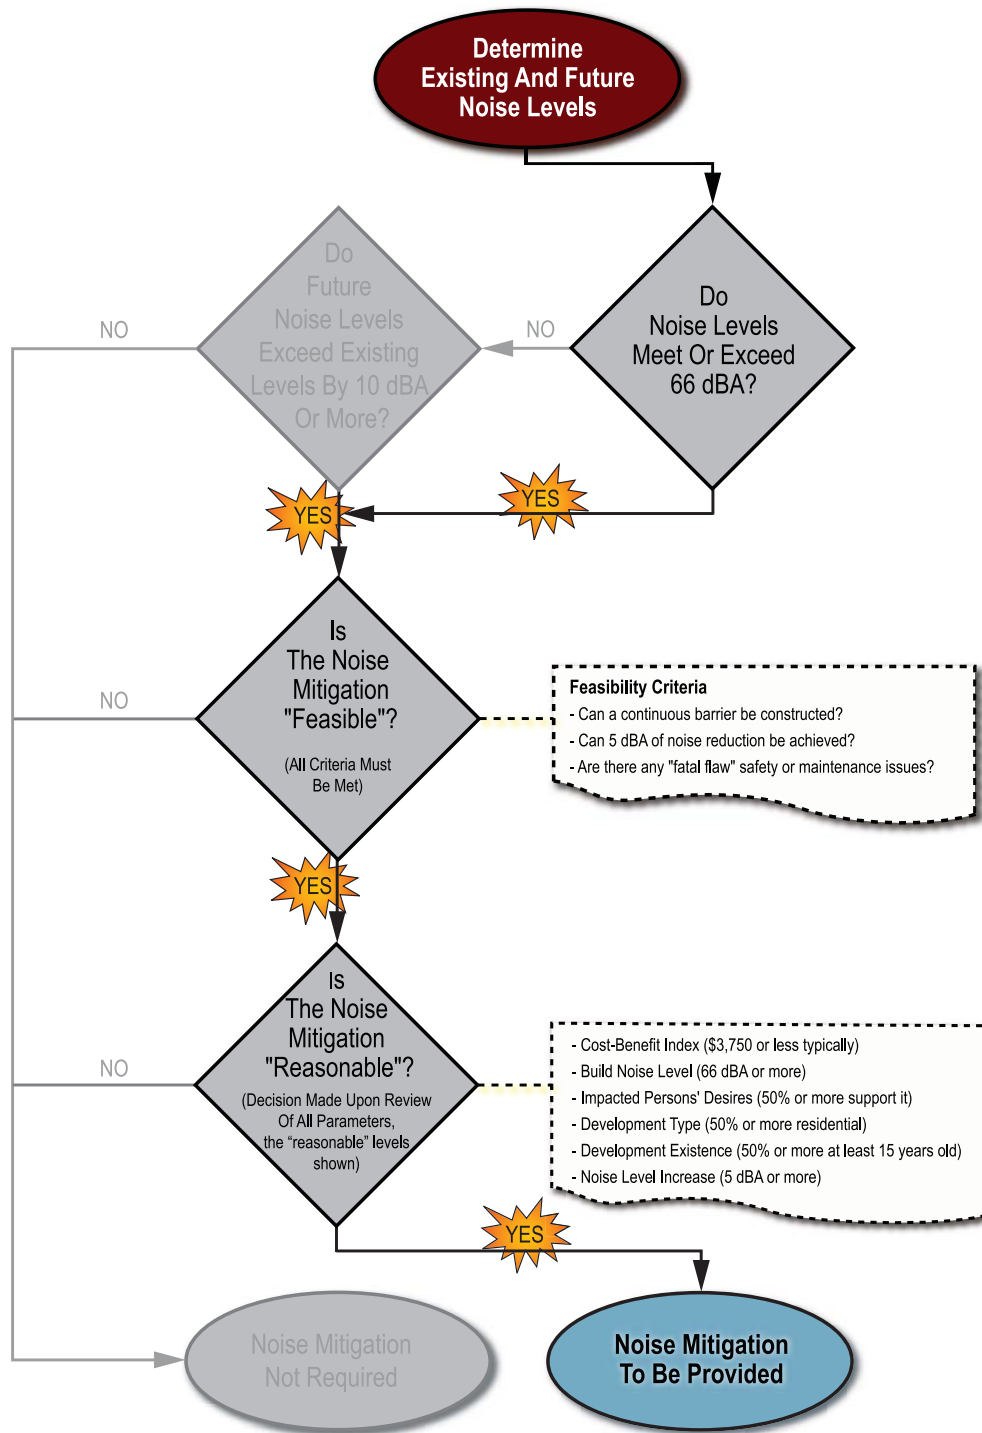 Determine
Existing And Future
Noise Levels
Do
Future
Noise Levels
Exceed Existing
Levels By 10 dBA
Or More?
NO
NO
Do
Noise Levels
Meet Or Exceed
66 dBA?
YES
YES
Is
The Noise
Mitigation
"Feasible"?
(All Criteria Must
Be Met)
NO
Feasibility Criteria
- Can a continuous barrier be constructed?
- Can 5 dBA of noise reduction be achieved?
- Are there any "fatal flaw" safety or maintenance issues?
YES
Is
The Noise
Mitigation
"Reasonable"?
(Decision Made Upon Review
Of All Parameters,
the “reasonable” levels
shown)
NO
- Cost-Benefit Index ($3,750 or less typically)
- Build Noise Level (66 dBA or more)
- Impacted Persons' Desires (50% or more support it)
- Development Type (50% or more residential)
- Development Existence (50% or more at least 15 years old)
- Noise Level Increase (5 dBA or more)
YES
Noise Mitigation
Not Required
Noise Mitigation
To Be Provided